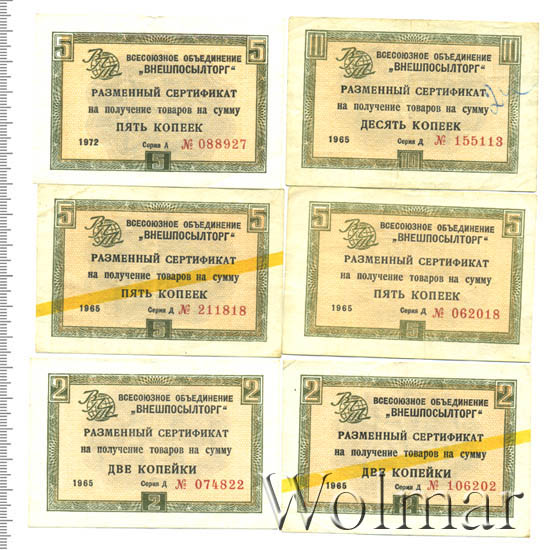 5 5
ВСЕСОЮЗНОЕ ОБЪЕДИНЕНИЕ
„ВНЕШПОСЫЛТОРГ"
РАЗМЕННЫЙ СЕРТИФИКАТ
на получение товаров на сумму
ПЯТЬ КОПЕЕК
1972 Серия А № 088927
5
10 10
ВСЕСОЮЗНОЕ ОБЪЕДИНЕНИЕ
„ВНЕШПОСЫЛТОРГ"
РАЗМЕННЫЙ СЕРТИФИКАТ
на получение товаров на сумму
ДЕСЯТЬ КОПЕЕК
1965 Серия Д № 155113
10
5 5
ВСЕСОЮЗНОЕ ОБЪЕДИНЕНИЕ
„ВНЕШПОСЫЛТОРГ"
РАЗМЕННЫЙ СЕРТИФИКАТ
на получение товаров на сумму
ПЯТЬ КОПЕЕК
1965 Серия Д № 211818
5
5 5
ВСЕСОЮЗНОЕ ОБЪЕДИНЕНИЕ
„ВНЕШПОСЫЛТОРГ"
РАЗМЕННЫЙ СЕРТИФИКАТ
на получение товаров на сумму
ПЯТЬ КОПЕЕК
1965 Серия Д № 062018
5
2 2
ВСЕСОЮЗНОЕ ОБЪЕДИНЕНИЕ
„ВНЕШПОСЫЛТОРГ"
РАЗМЕННЫЙ СЕРТИФИКАТ
на получение товаров на сумму
ДВЕ КОПЕЙКИ
1965 Серия Д № 074822
2
2 2
ВСЕСОЮЗНОЕ ОБЪЕДИНЕНИЕ
„ВНЕШПОСЫЛТОРГ"
РАЗМЕННЫЙ СЕРТИФИКАТ
на получение товаров на сумму
ДВЕ КОПЕЙКИ
1965 Серия Д № 106202
Wolmar